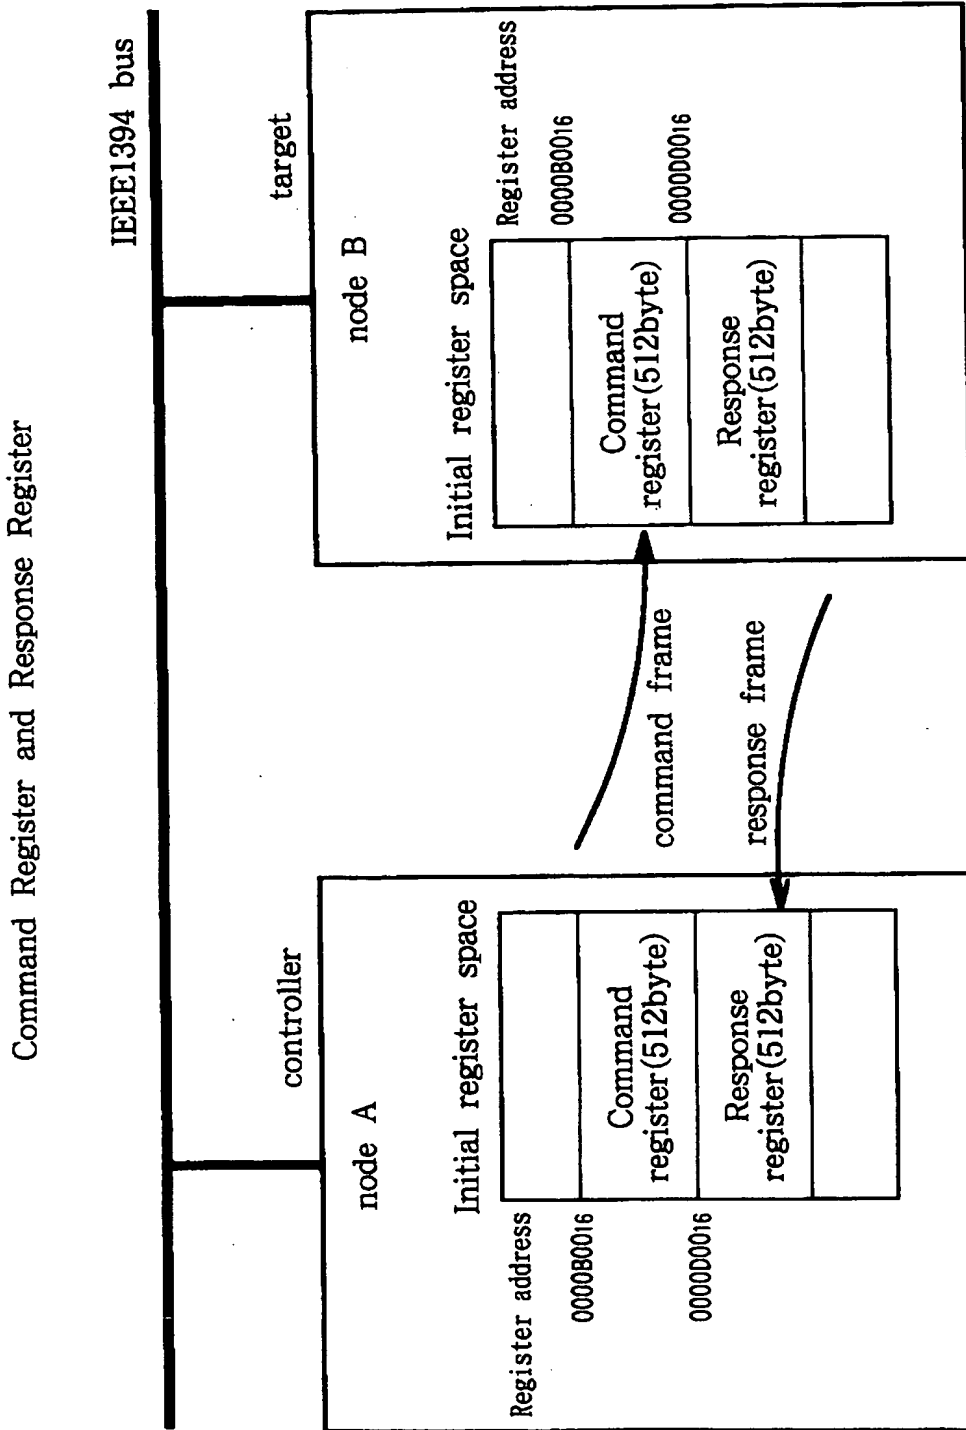 Command Register and Response Register
IEEE1394 bus
controller
target
node A
node B
Initial register space
Initial register space
Register address
Register address
0000B0016
0000B0016
Command
register(512byte)
Command
register(512byte)
command frame
0000D0016
0000D0016
Response
register(512byte)
Response
register(512byte)
response frame